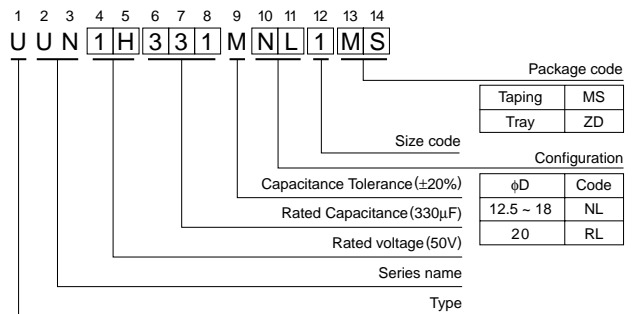 1 2 3 4 5 6 7 8 9 10 11 12 13 14
U U N 1 H 3 3 1 M N L 1 M S
Package code
Taping MS
Tray ZD
Size code
Configuration
ϕD Code
12.5 ~ 18 NL
20 RL
Capacitance Tolerance (±20%)
Rated Capacitance (330µF)
Rated voltage (50V)
Series name
Type